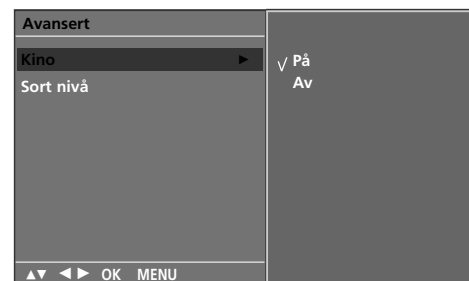 Avansert
Kino ►
√ På
Av
Sort nivå
▲▼ ◄ ► OK MENU